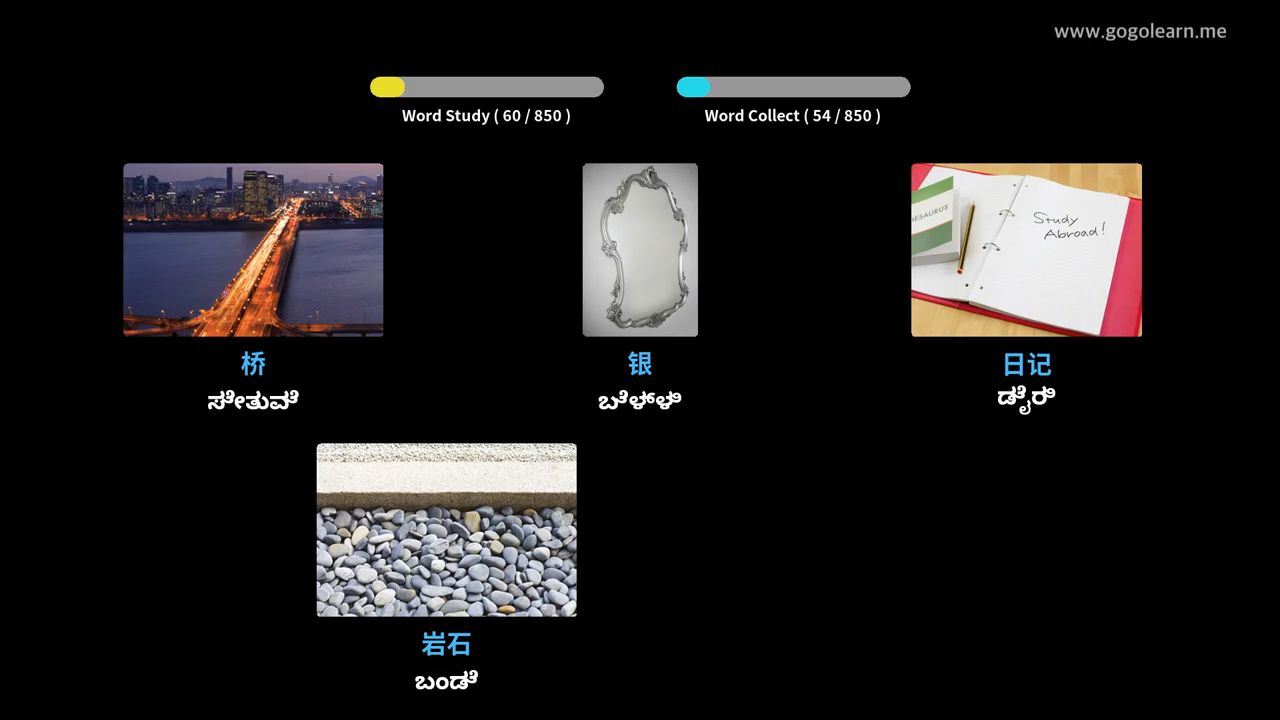 www.gogolearn.me
Word Study ( 60 / 850 )
Word Collect ( 54 / 850 )
ESAURUS
Study
Abroad!
桥
银
日记
ಸೇತುವೆ
ಬೆಳ್ಳಿ
ಡೈರಿ
岩石
ಬಂಡೆ